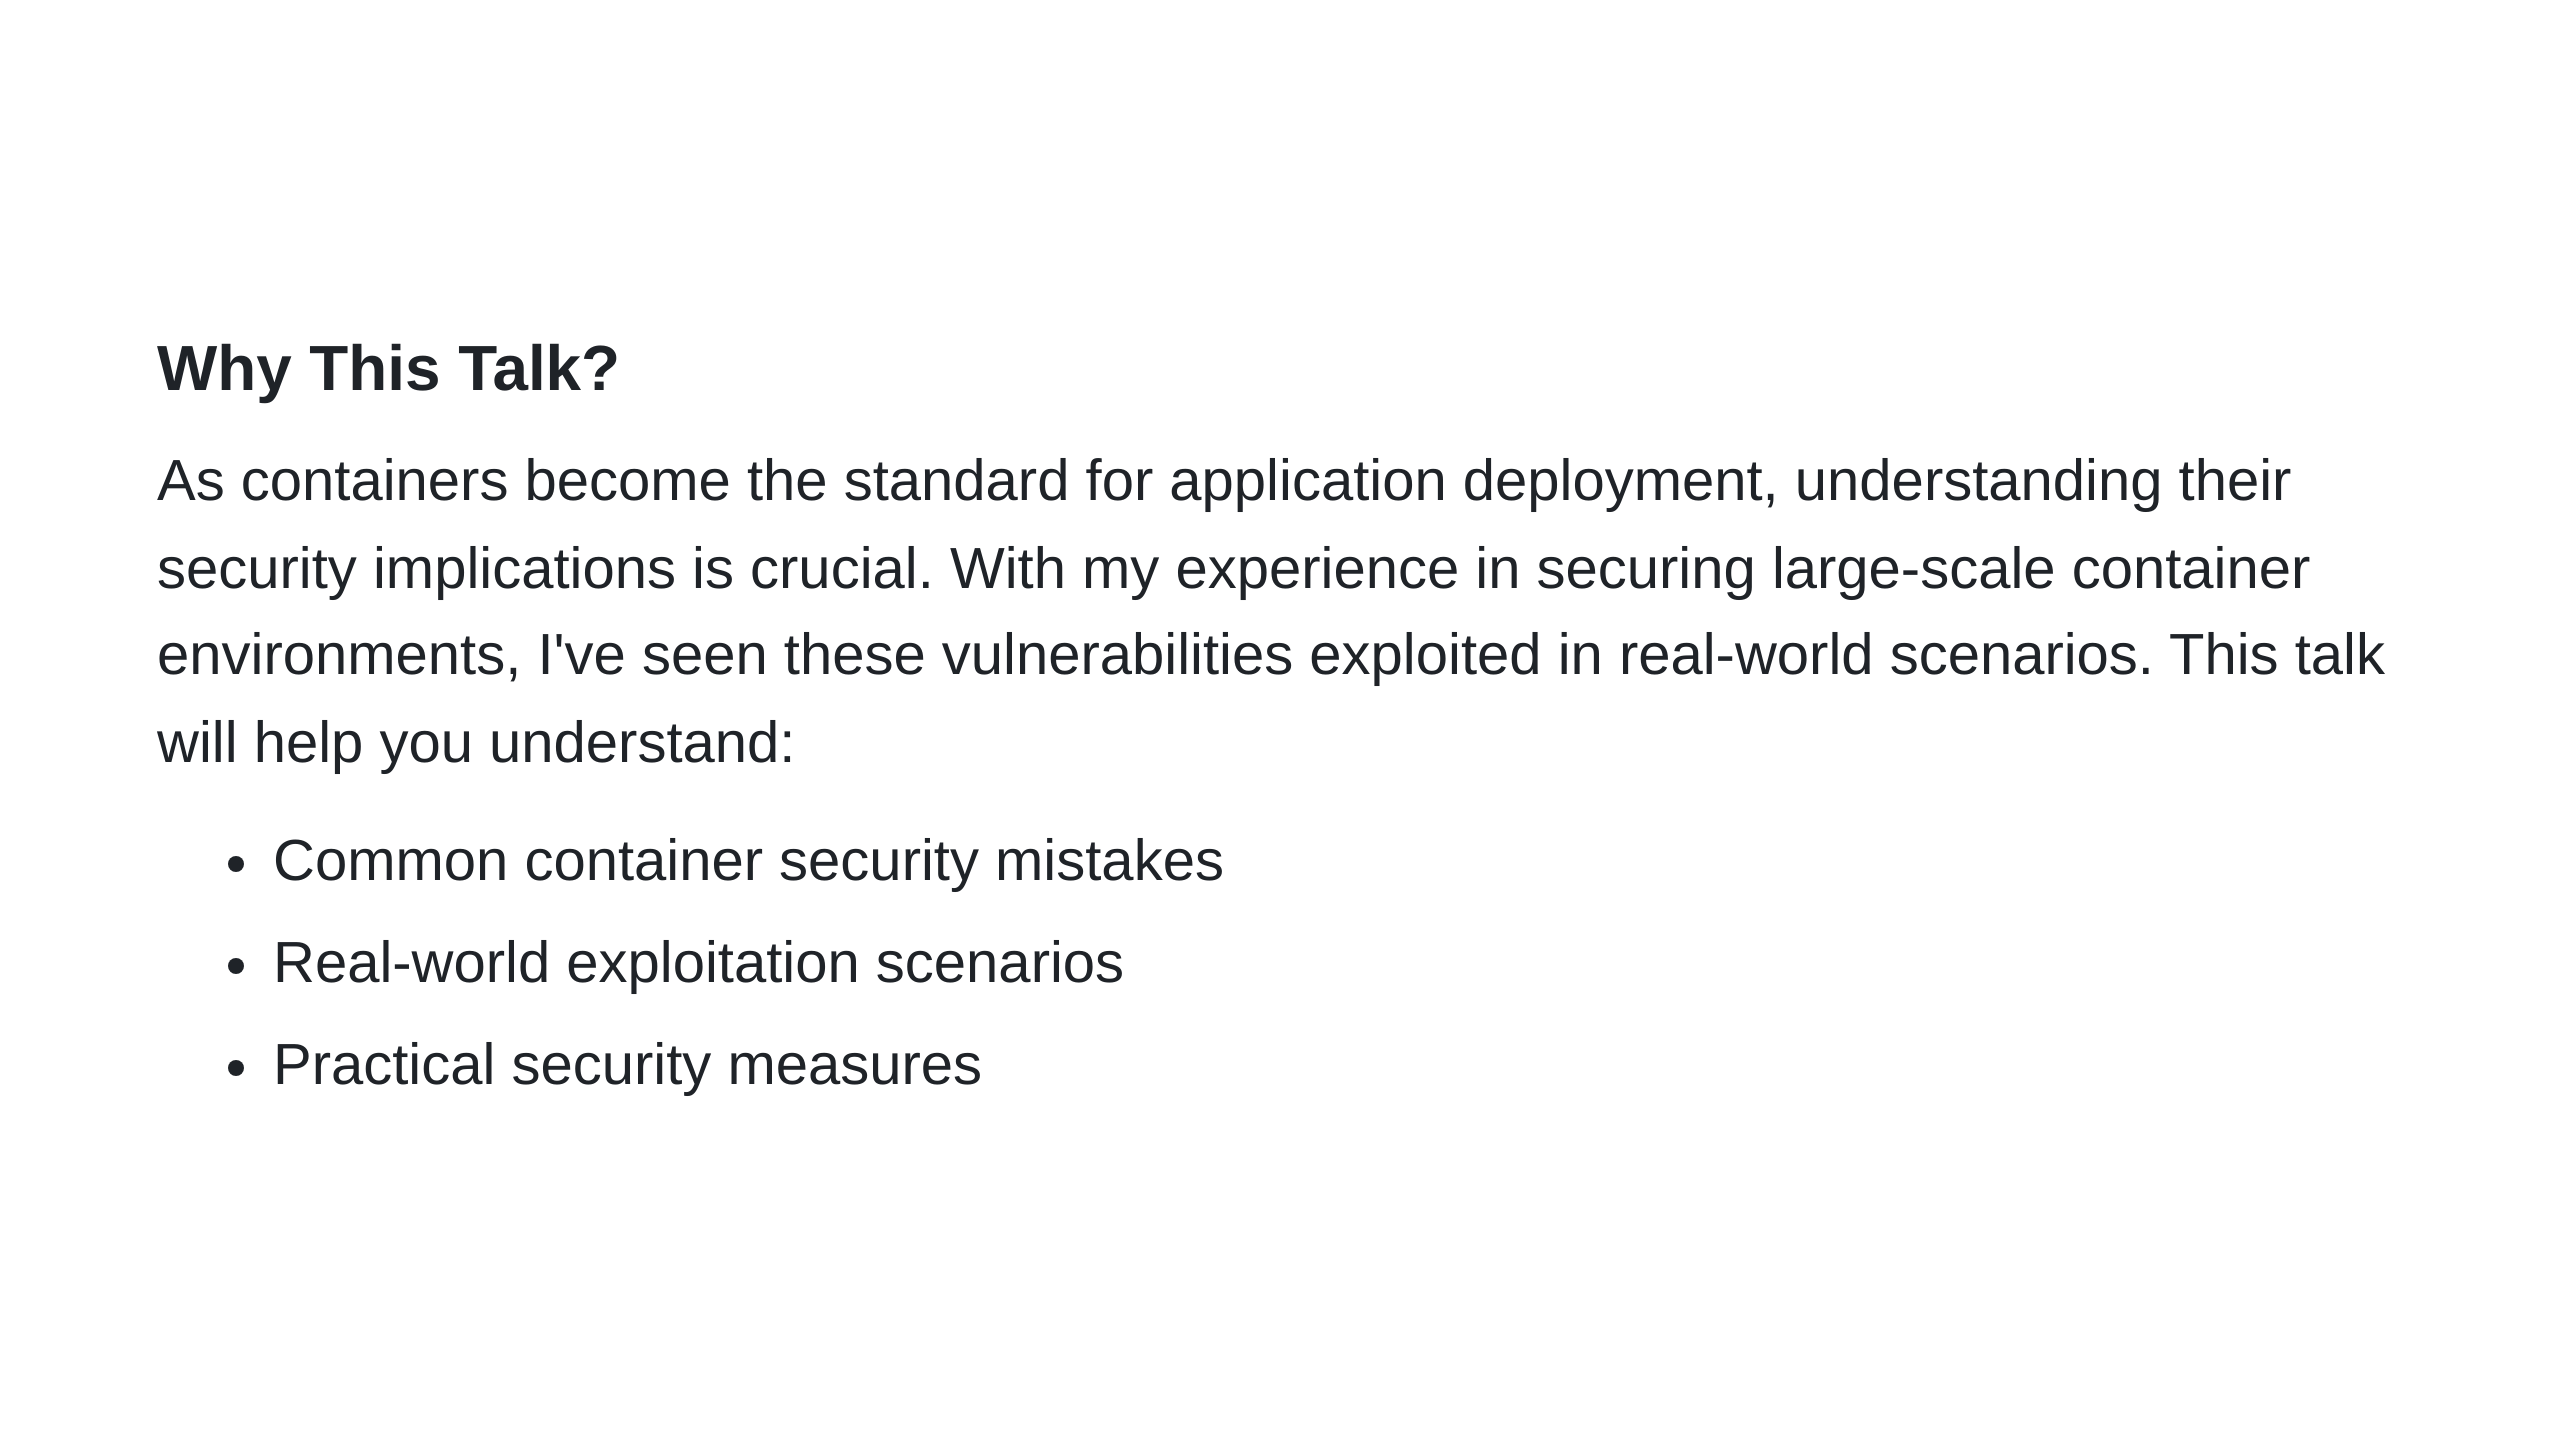 Why This Talk?
As containers become the standard for application deployment, understanding their
security implications is crucial. With my experience in securing large-scale container
environments, I've seen these vulnerabilities exploited in real-world scenarios. This talk
will help you understand:
• Common container security mistakes
• Real-world exploitation scenarios
• Practical security measures